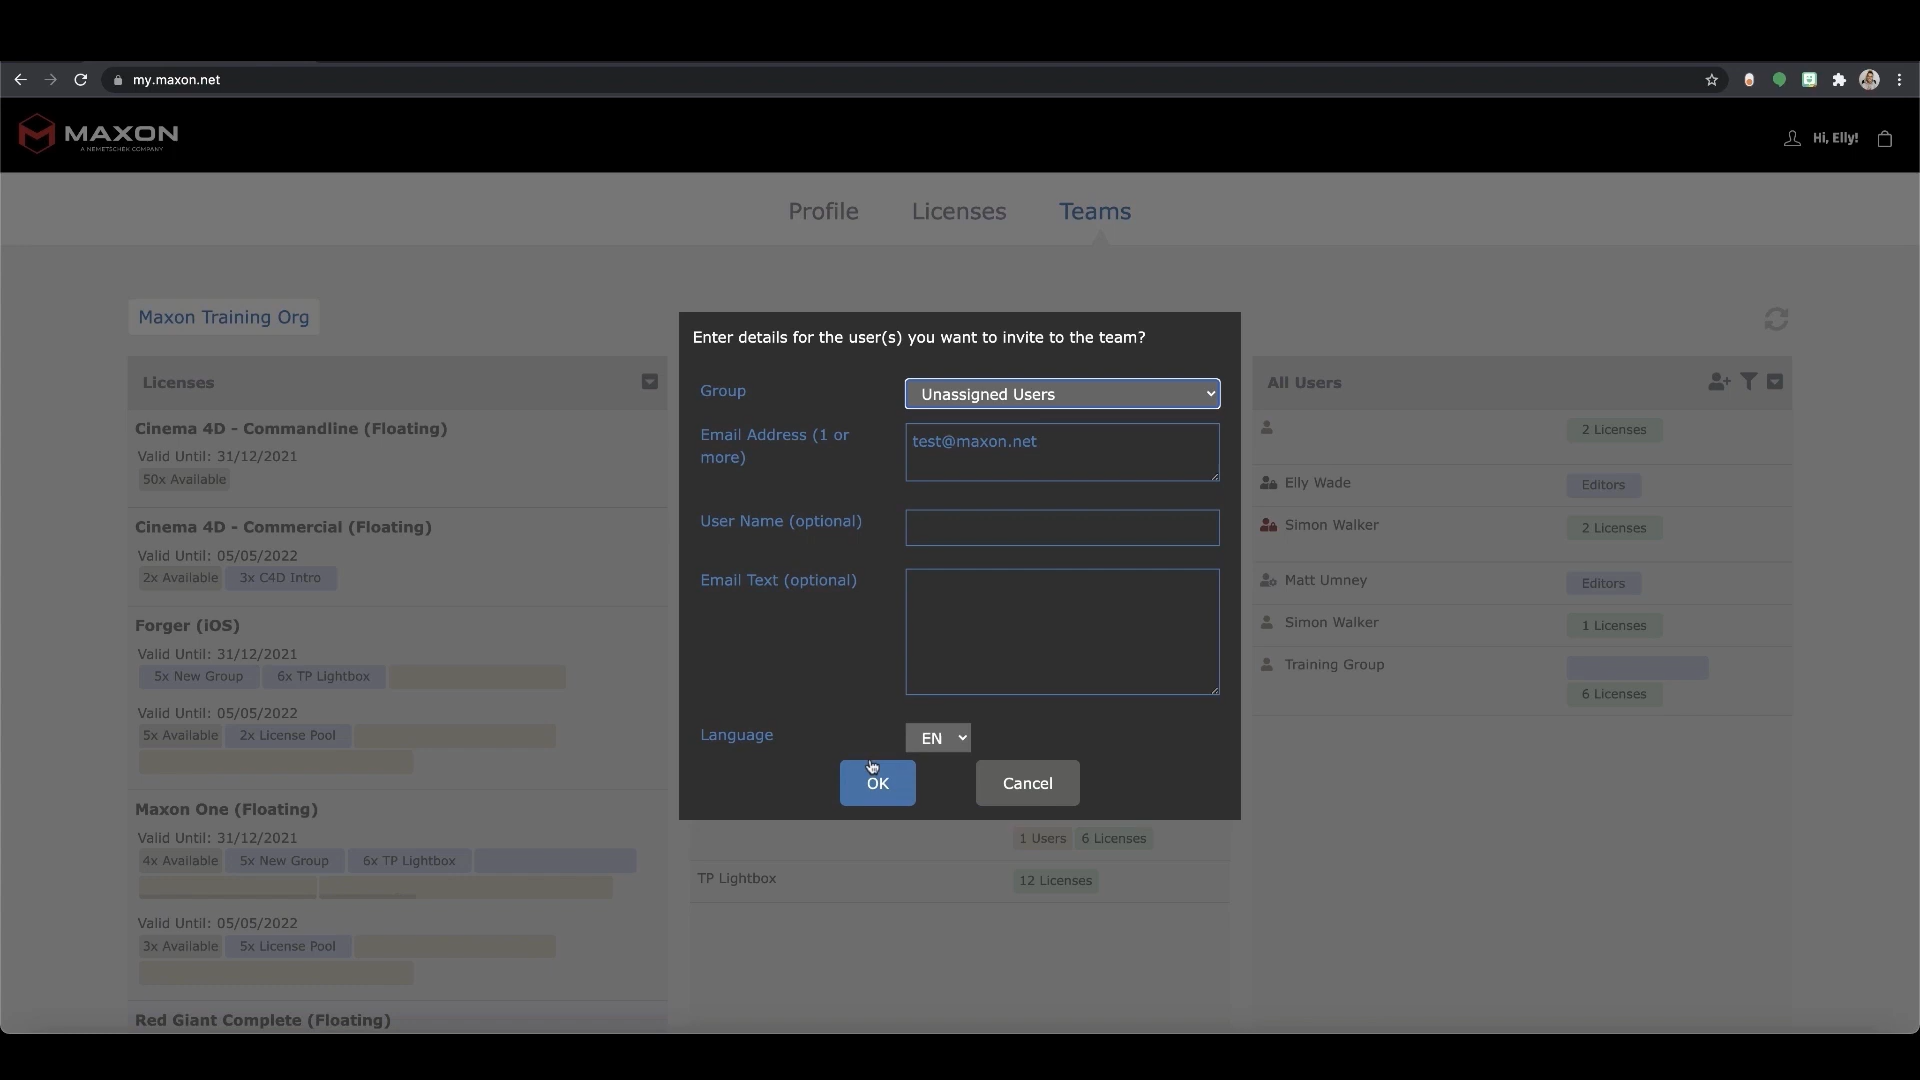 my.maxon.net
MAXON
A NEMETSCHEK COMPANY
Hi, Elly!
Profile
Licenses
Teams
Maxon Training Org
Licenses
Cinema 4D - Commandline (Floating)
Valid Until: 31/12/2021
50x Available
Cinema 4D - Commercial (Floating)
Valid Until: 05/05/2022
2x Available
3x C4D Intro
Forger (iOS)
Valid Until: 31/12/2021
5x New Group
6x TP Lightbox
Valid Until: 05/05/2022
5x Available
2x License Pool
Maxon One (Floating)
Valid Until: 31/12/2021
4x Available
5x New Group
6x TP Lightbox
Valid Until: 05/05/2022
3x Available
5x License Pool
Red Giant Complete (Floating)
Enter details for the user(s) you want to invite to the team?
Group
Unassigned Users
Email Address (1 or
more)
test@maxon.net
User Name (optional)
Email Text (optional)
Language
EN
OK
Cancel
1 Users
6 Licenses
TP Lightbox
12 Licenses
All Users
2 Licenses
Elly Wade
Editors
Simon Walker
2 Licenses
Matt Umney
Editors
Simon Walker
1 Licenses
Training Group
6 Licenses